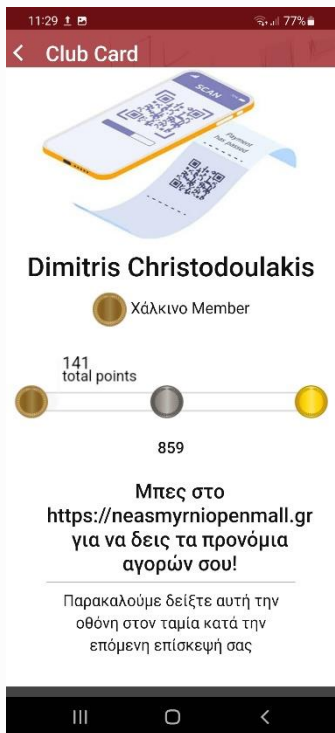 11:29 77%
Club Card
SCAN
Payment
has passed
Dimitris Christodoulakis
Χάλκινο Member
141
total points
859
Μπες στο
https://neasmyrniopenmall.gr
για να δεις τα προνόμια
αγορών σου!
Παρακαλούμε δείξτε αυτή την
οθόνη στον ταμία κατά την
επόμενη επίσκεψή σας